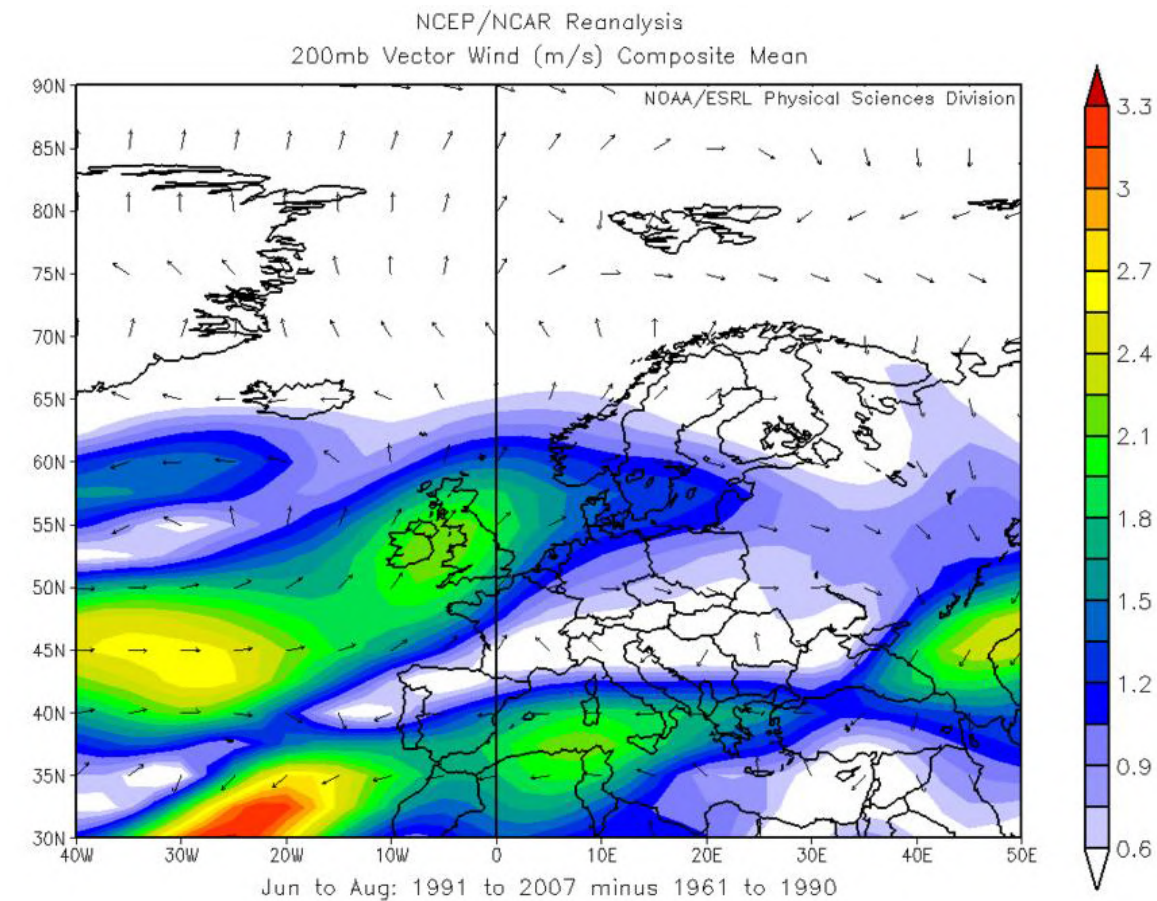 NCEP/NCAR Reanalysis
200mb Vector Wind (m/s) Composite Mean
NOAA/ESRL Physical Sciences Division
90N
85N
80N
75N
70N
65N
60N
55N
50N
45N
40N
35N
30N
40W 30W 20W 10W 0 10E 20E 30E 40E 50E
3.3
3
2.7
2.4
2.1
1.8
1.5
1.2
0.9
0.6
Jun to Aug: 1991 to 2007 minus 1961 to 1990